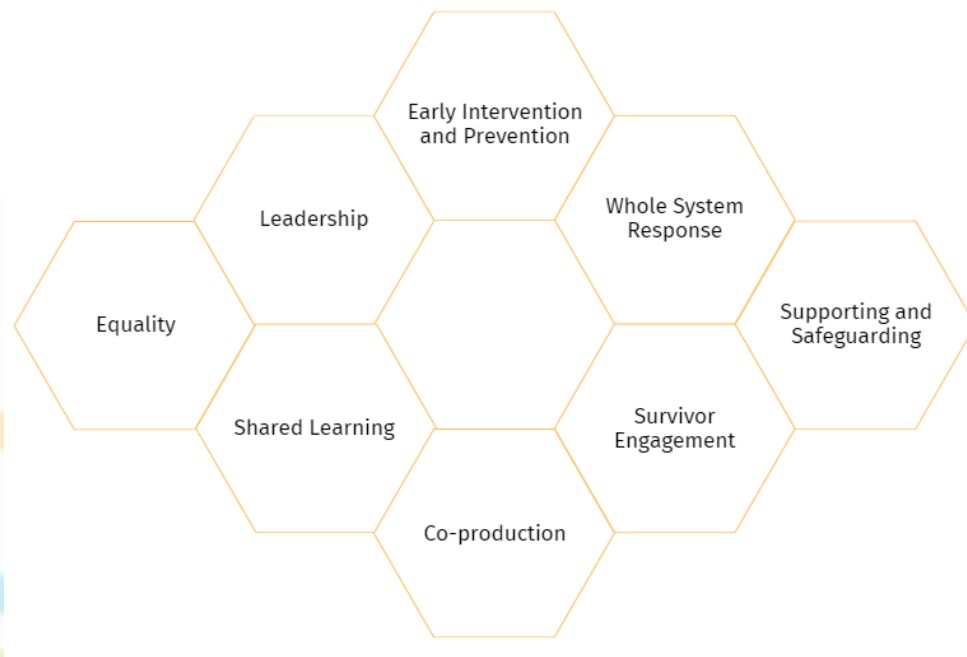 Early Intervention
and Prevention
Leadership
Whole System
Response
Equality
Supporting and
Safeguarding
Shared Learning
Survivor
Engagement
Co-production